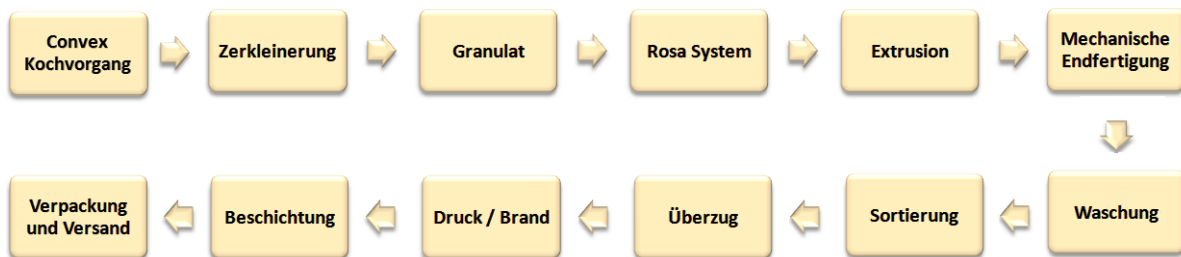 Convex
Kochvorgang
Zerkleinerung
Granulat
Rosa System
Extrusion
Mechanische
Endfertigung
Waschung
Sortierung
Überzug
Druck / Brand
Beschichtung
Verpackung
und Versand